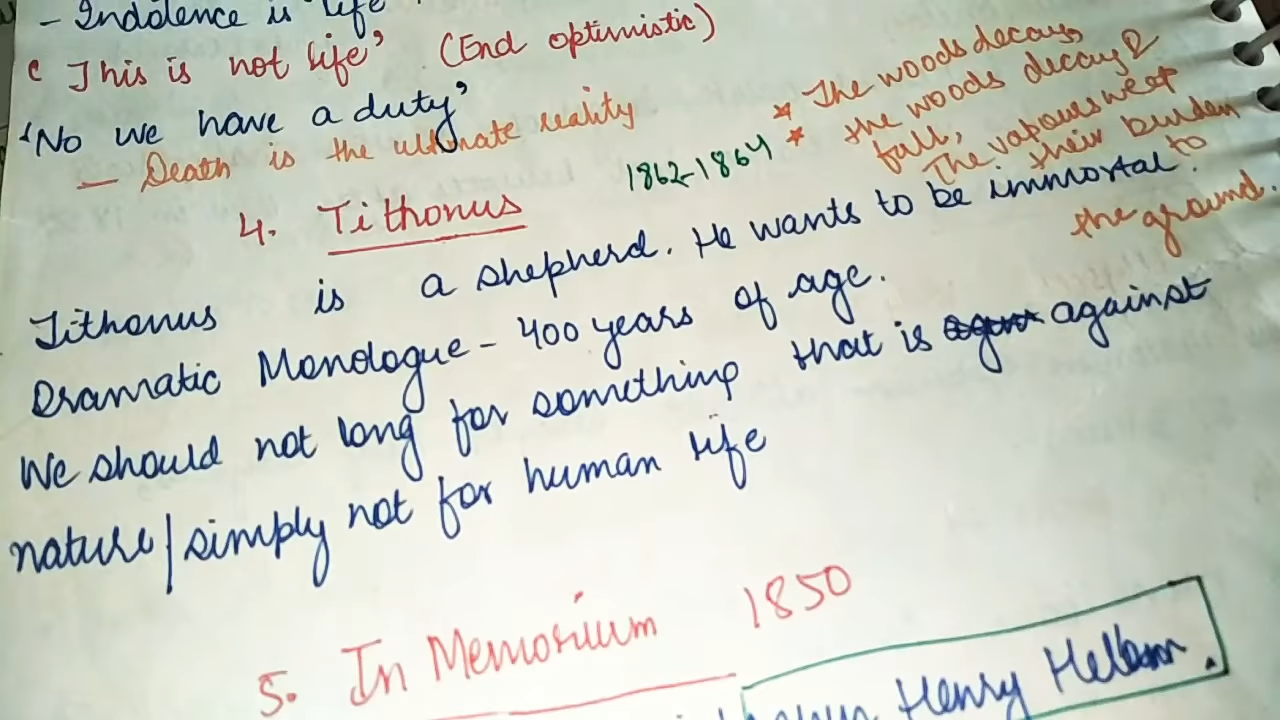 - Indolence is life
‘This is not life’ (End optimistic)
‘No we have a duty’
— Death is the ultimate reality
1862-1864
* The woods decay,
* the woods decay &
fall,
The vapours weep
their burden
to
the ground.
4. Tithonus
Tithonus is a shepherd. He wants to be immortal.
Dramatic Monologue - 400 years of age.
We should not long for something that is against
nature/simply not for human life
5. In Memorium 1850
Henry Hellam.